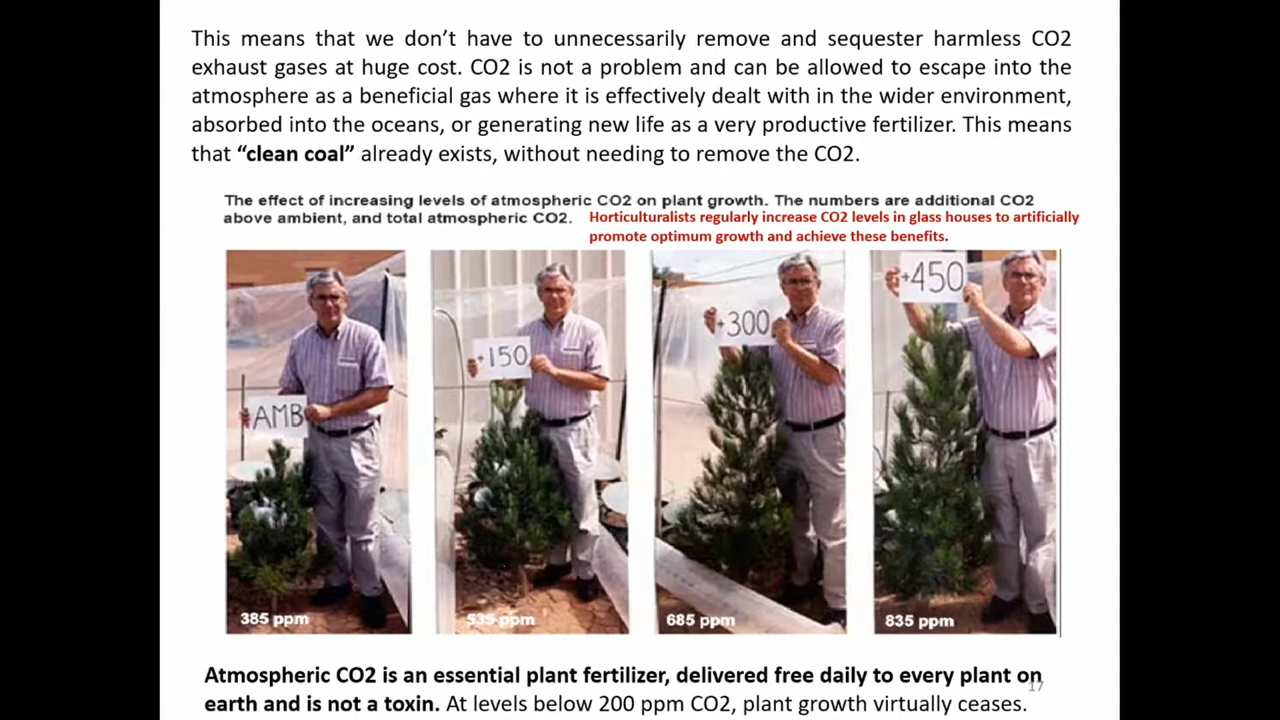 This means that we don’t have to unnecessarily remove and sequester harmless CO2
exhaust gases at huge cost. CO2 is not a problem and can be allowed to escape into the
atmosphere as a beneficial gas where it is effectively dealt with in the wider environment,
absorbed into the oceans, or generating new life as a very productive fertilizer. This means
that “clean coal” already exists, without needing to remove the CO2.
The effect of increasing levels of atmospheric CO2 on plant growth. The numbers are additional CO2
above ambient, and total atmospheric CO2. Horticulturalists regularly increase CO2 levels in glass houses to artificially
promote optimum growth and achieve these benefits.
AMB
+150
+300
+450
385 ppm
535 ppm
685 ppm
835 ppm
Atmospheric CO2 is an essential plant fertilizer, delivered free daily to every plant on
earth and is not a toxin. At levels below 200 ppm CO2, plant growth virtually ceases.
17